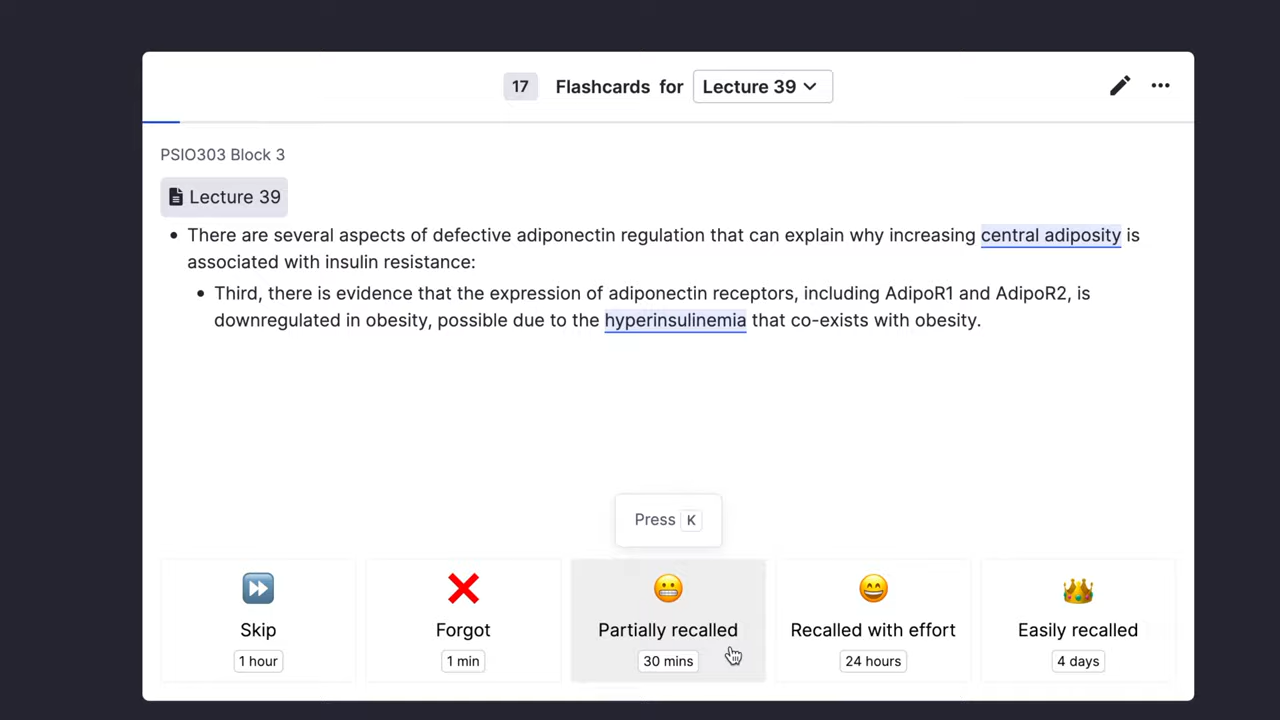 17 Flashcards for Lecture 39
PSIO303 Block 3
Lecture 39
There are several aspects of defective adiponectin regulation that can explain why increasing central adiposity is
associated with insulin resistance:
Third, there is evidence that the expression of adiponectin receptors, including AdipoR1 and AdipoR2, is
downregulated in obesity, possible due to the hyperinsulinemia that co-exists with obesity.
Press K
Skip
1 hour
Forgot
1 min
Partially recalled
30 mins
Recalled with effort
24 hours
Easily recalled
4 days